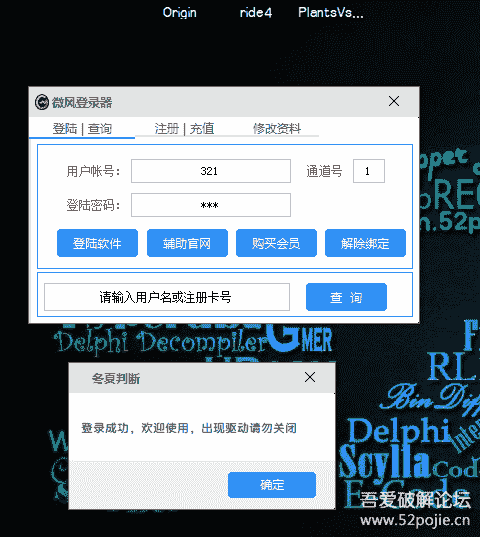 Origin ride4 PlantsVs...
微风登录器
登陆 | 查询 注册 | 充值 修改资料
用户帐号： 321 通道号 1
登陆密码： ***
登陆软件 辅助官网 购买会员 解除绑定
请输入用户名或注册卡号 查 询
Delphi Decompiler
GMER
冬夏判断
登录成功，欢迎使用，出现驱动请勿关闭
确定
Delphi
Scylla
吾爱破解论坛
www.52pojie.cn